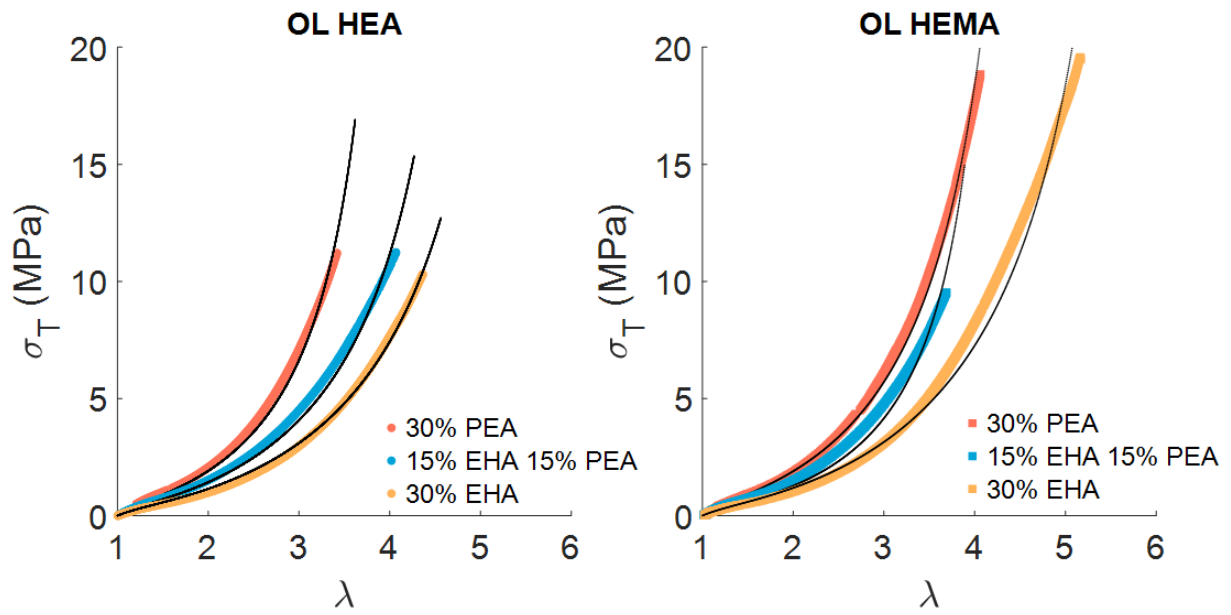 OL HEA
20
15
10
5
0
σT (MPa)
1 2 3 4 5 6
λ
30% PEA
15% EHA 15% PEA
30% EHA
OL HEMA
20
15
10
5
0
σT (MPa)
1 2 3 4 5 6
λ
30% PEA
15% EHA 15% PEA
30% EHA